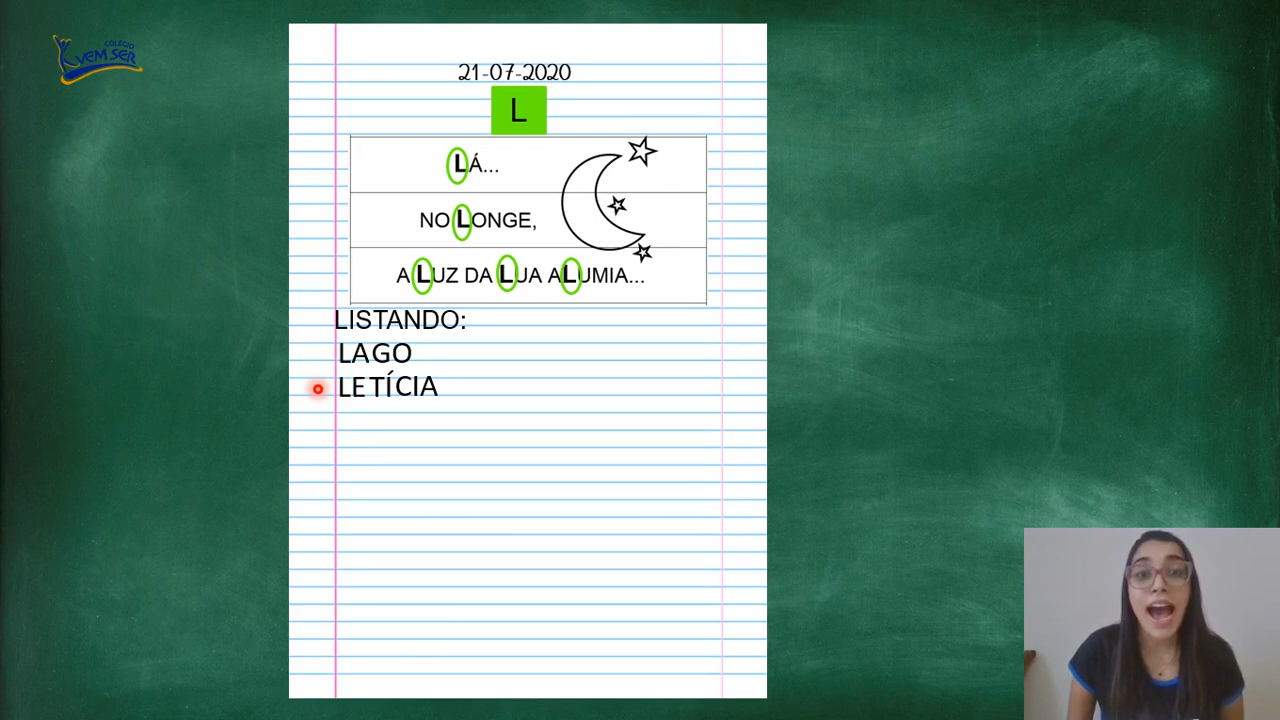 COLÉGIO
VEM SER
21-07-2020
L
LÁ...
NO LONGE,
A LUZ DA LUA ALUMIA...
LISTANDO:
LAGO
LETÍCIA